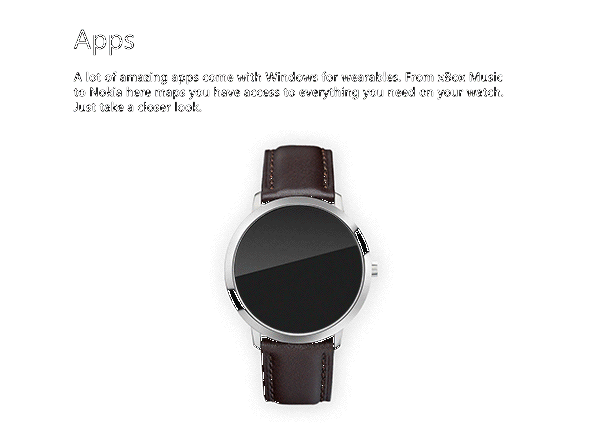 Apps
A lot of amazing apps come with Windows for wearables. From xBox Music
to Nokia here maps you have access to everything you need on your watch.
Just take a closer look.